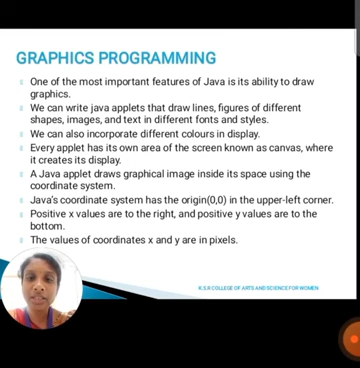 GRAPHICS PROGRAMMING
One of the most important features of Java is its ability to draw
graphics.
We can write java applets that draw lines, figures of different
shapes, images, and text in different fonts and styles.
We can also incorporate different colours in display.
Every applet has its own area of the screen known as canvas, where
it creates its display.
A Java applet draws graphical image inside its space using the
coordinate system.
Java's coordinate system has the origin(0,0) in the upper-left corner.
Positive x values are to the right, and positive y values are to the
bottom.
The values of coordinates x and y are in pixels.
K.S.R COLLEGE OF ARTS AND SCIENCE FOR WOMEN